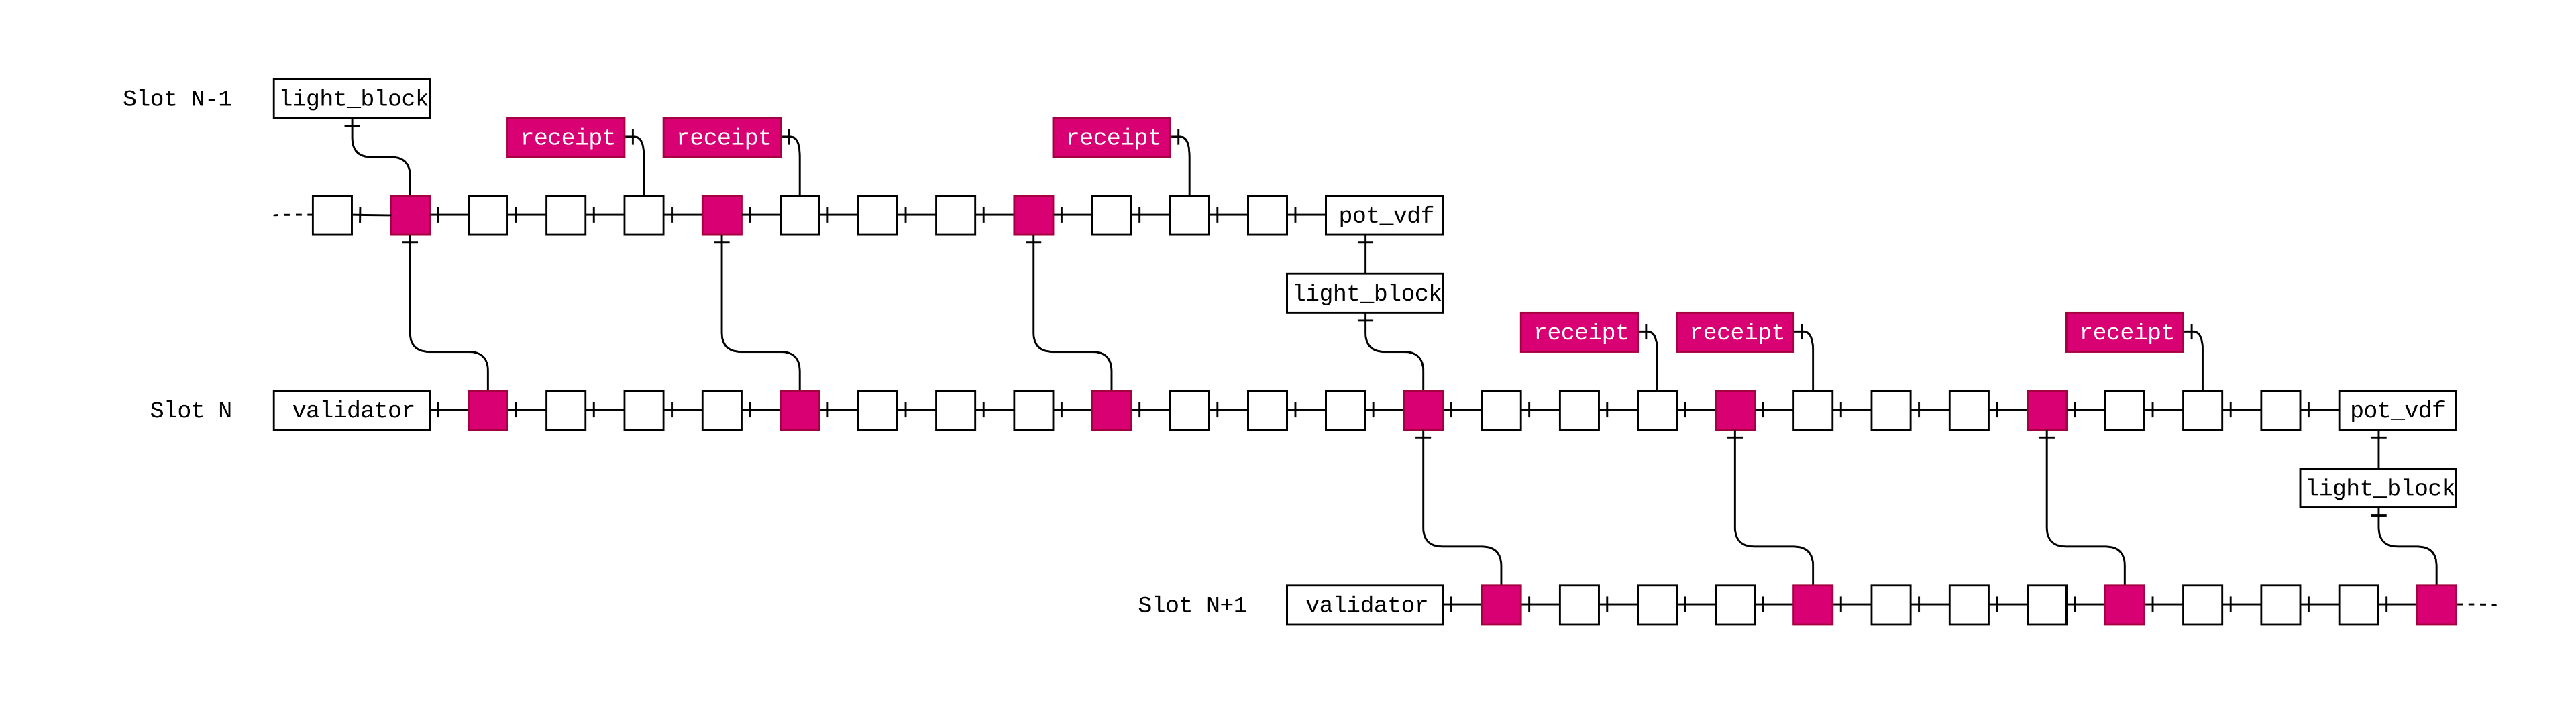 Slot N-1 light_block
receipt receipt receipt
pot_vdf
light_block
receipt receipt receipt
Slot N validator pot_vdf
light_block
Slot N+1 validator